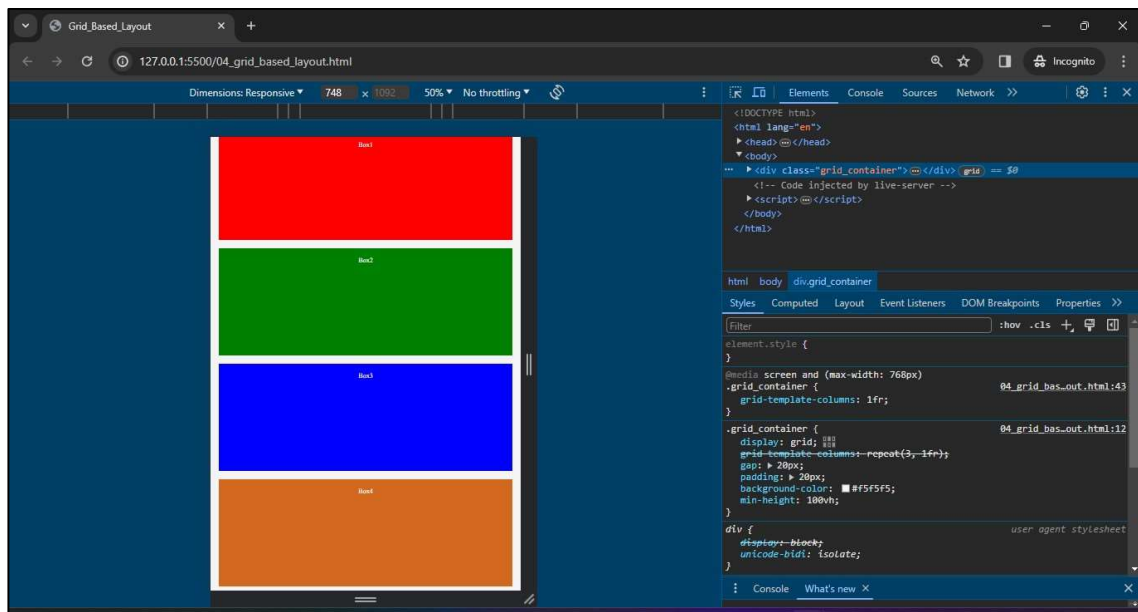 Grid_Based_Layout
127.0.0.1:5500/04_grid_based_layout.html
Incognito
Dimensions: Responsive ▼ 748 x 1092 50% ▼ No throttling ▼
Elements Console Sources Network >>
<!DOCTYPE html>
<html lang="en">
<head> ... </head>
<body>
... <div class="grid_container"> ... </div> grid == $0
<!-- Code injected by live-server -->
<script> ... </script>
</body>
</html>
html body div.grid_container
Styles Computed Layout Event Listeners DOM Breakpoints Properties >>
Filter :hov .cls +
element.style {
}
@media screen and (max-width: 768px)
.grid_container { 04_grid_bas…out.html:43
grid-template-columns: 1fr;
}
.grid_container { 04_grid_bas…out.html:12
display: grid;
grid-template-columns: repeat(3, 1fr);
gap: ▶ 20px;
padding: ▶ 20px;
background-color: #f5f5f5;
min-height: 100vh;
}
div { user agent stylesheet
display: block;
unicode-bidi: isolate;
}
Console What's new ×
Box1
Box2
Box3
Box4